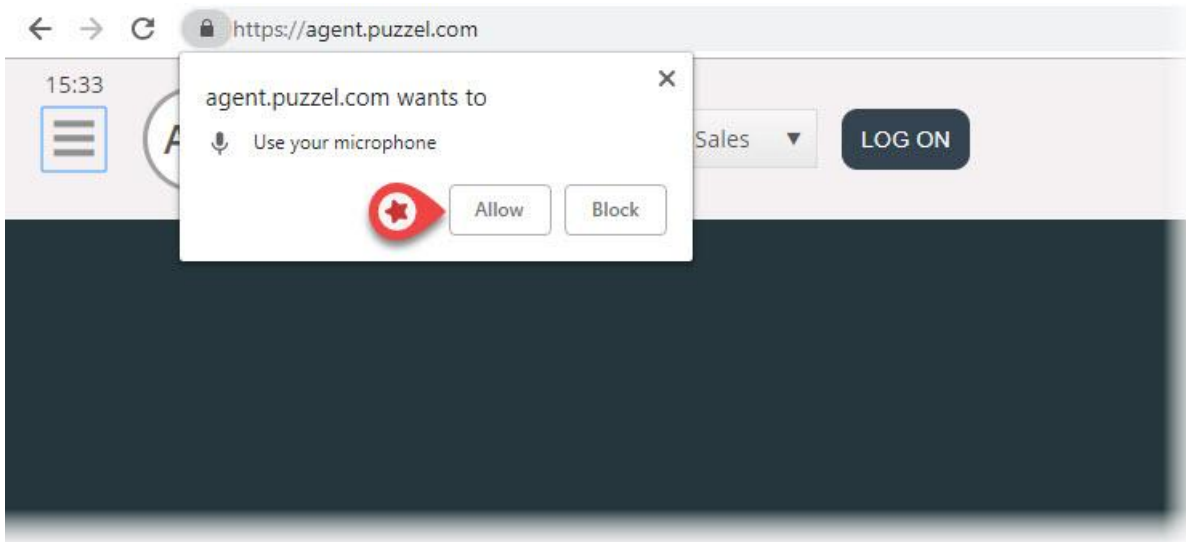 https://agent.puzzel.com
15:33
agent.puzzel.com wants to
Use your microphone
Sales
LOG ON
Allow
Block